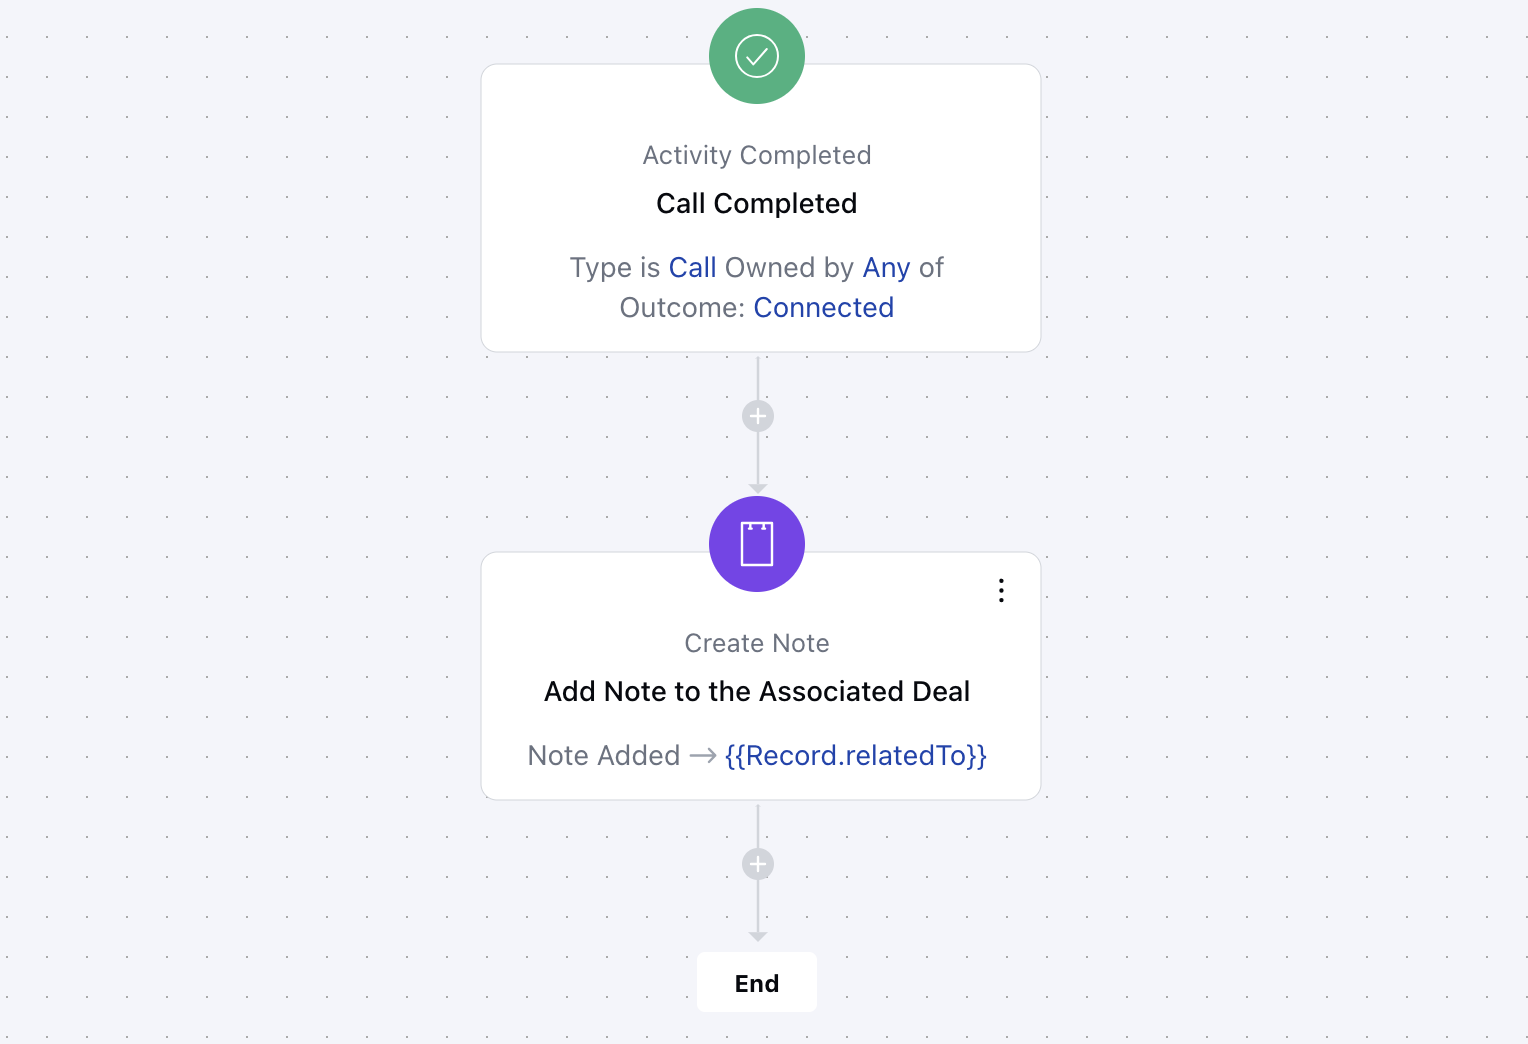 Activity Completed
Call Completed
Type is Call Owned by Any of
Outcome: Connected
Create Note
Add Note to the Associated Deal
Note Added → {{Record.relatedTo}}
End